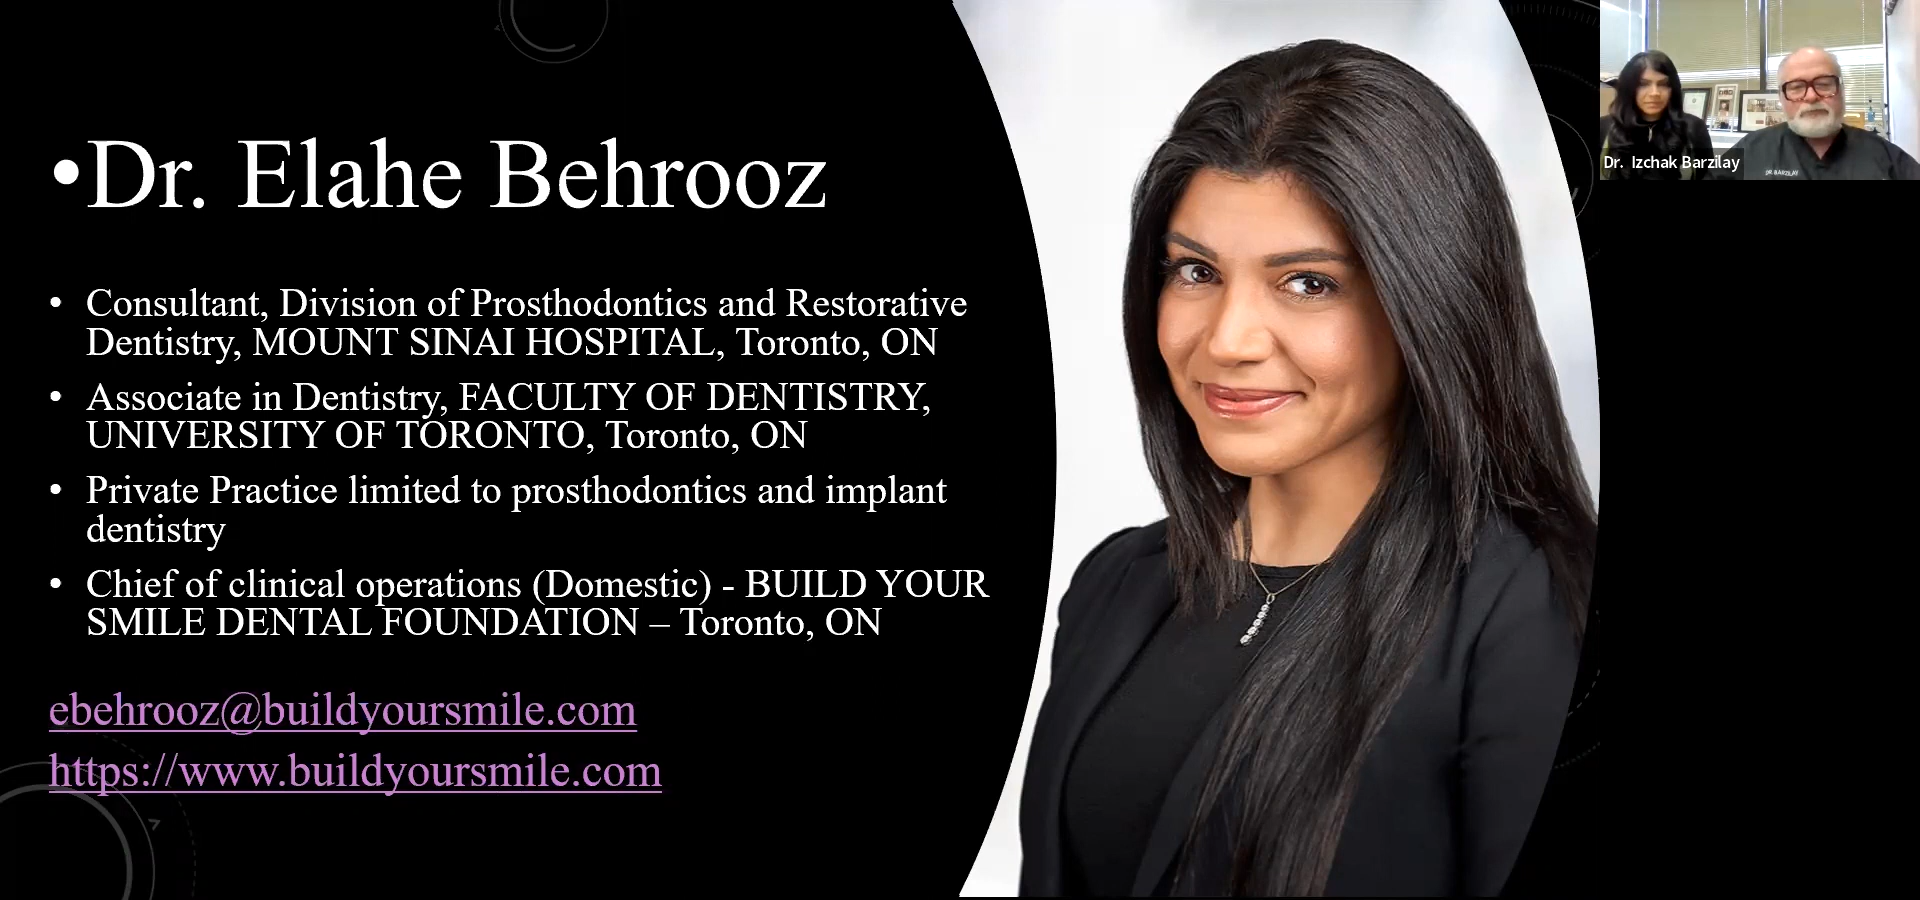 •Dr. Elahe Behrooz
• Consultant, Division of Prosthodontics and Restorative
Dentistry, MOUNT SINAI HOSPITAL, Toronto, ON
• Associate in Dentistry, FACULTY OF DENTISTRY,
UNIVERSITY OF TORONTO, Toronto, ON
• Private Practice limited to prosthodontics and implant
dentistry
• Chief of clinical operations (Domestic) - BUILD YOUR
SMILE DENTAL FOUNDATION – Toronto, ON
ebehrooz@buildyoursmile.com
https://www.buildyoursmile.com
Dr. Izchak Barzilay
DR. BARZILAY